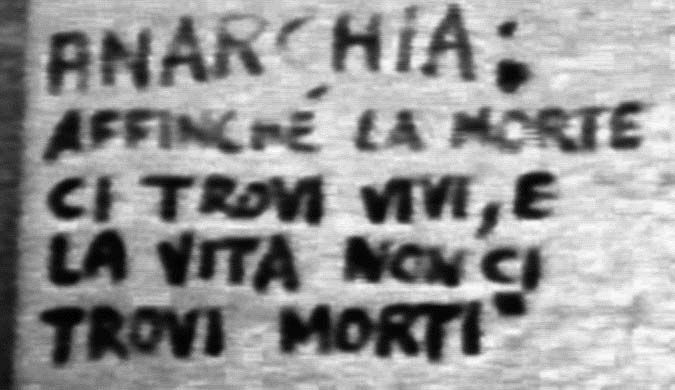 ANARCHIA:
AFFINCHÉ LA MORTE
CI TROVI VIVI, E
LA VITA NON CI
TROVI MORTI"